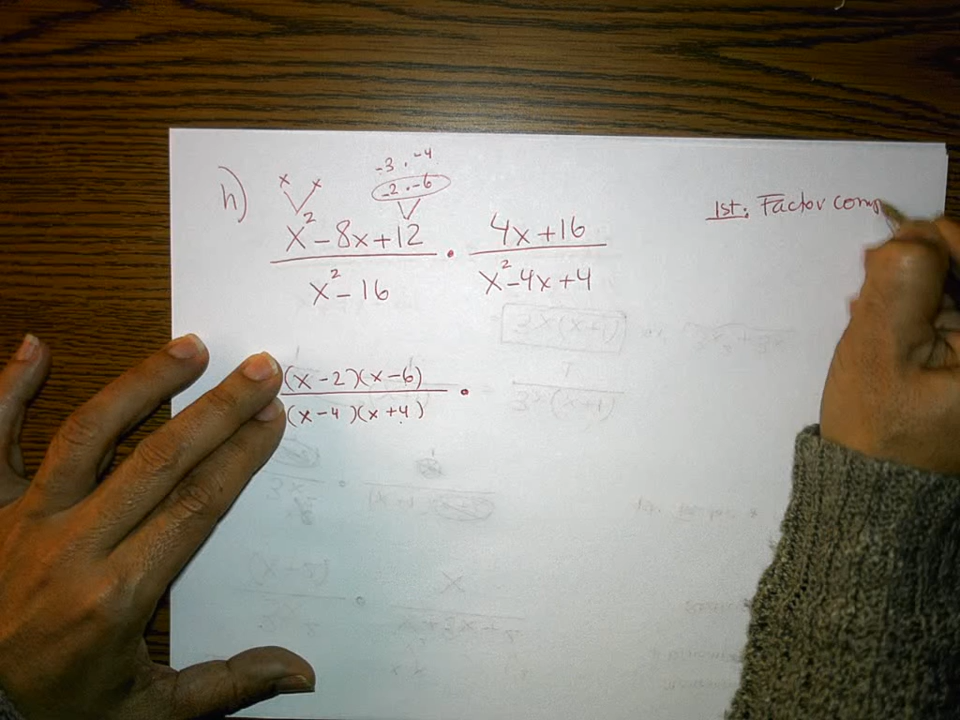 h)
x x
-3 . -4
-2 . -6
1st: Factor comp
x² - 8x + 12 . 4x + 16
x² - 16 x² - 4x + 4
(x - 2)(x - 6) .
(x - 4)(x + 4)